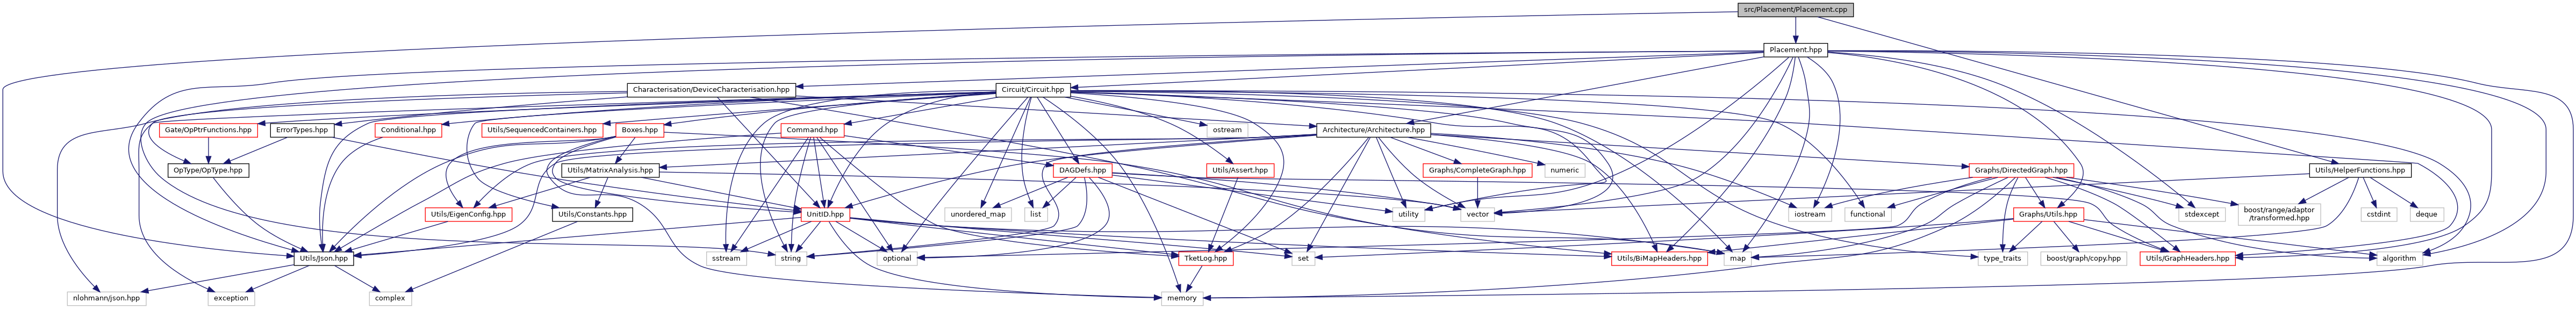 src/Placement/Placement.cpp
Placement.hpp
Characterisation/DeviceCharacterisation.hpp
Circuit/Circuit.hpp
Gate/OpPtrFunctions.hpp
ErrorTypes.hpp
Conditional.hpp
Utils/SequencedContainers.hpp
Boxes.hpp
Command.hpp
ostream
Architecture/Architecture.hpp
OpType/OpType.hpp
Utils/MatrixAnalysis.hpp
DAGDefs.hpp
Utils/Assert.hpp
Graphs/CompleteGraph.hpp
numeric
Graphs/DirectedGraph.hpp
Utils/HelperFunctions.hpp
Utils/EigenConfig.hpp
Utils/Constants.hpp
UnitID.hpp
unordered_map
list
utility
vector
iostream
functional
Graphs/Utils.hpp
stdexcept
boost/range/adaptor
/transformed.hpp
cstdint
deque
Utils/Json.hpp
sstream
string
optional
TketLog.hpp
set
Utils/BiMapHeaders.hpp
map
type_traits
boost/graph/copy.hpp
Utils/GraphHeaders.hpp
algorithm
nlohmann/json.hpp
exception
complex
memory